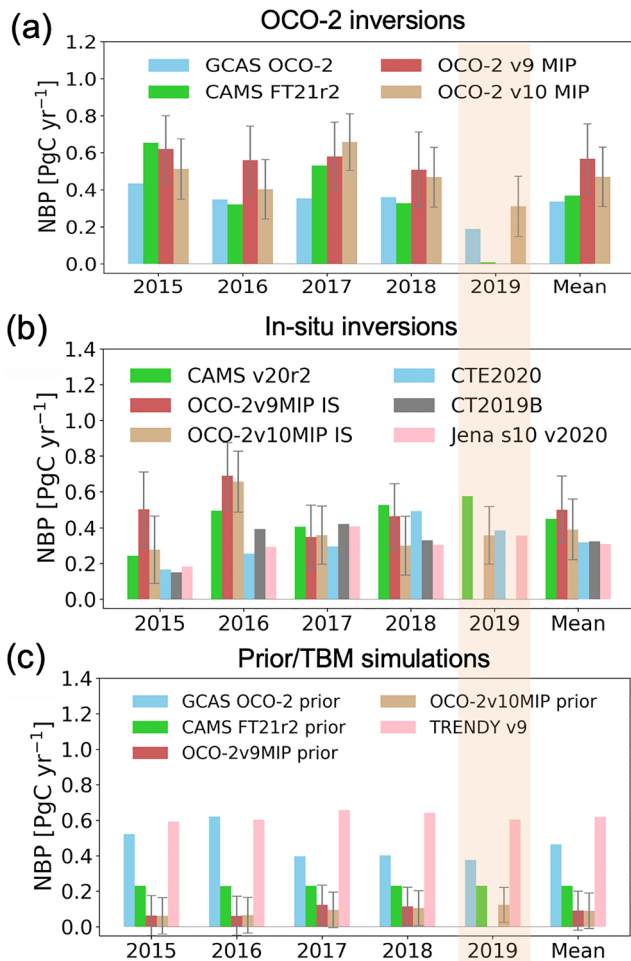 (a) OCO-2 inversions
NBP [PgC yr⁻¹]
1.2
1.0
0.8
0.6
0.4
0.2
0.0
GCAS OCO-2
CAMS FT21r2
OCO-2 v9 MIP
OCO-2 v10 MIP
2015 2016 2017 2018 2019 Mean
(b) In-situ inversions
NBP [PgC yr⁻¹]
1.4
1.2
1.0
0.8
0.6
0.4
0.2
0.0
CAMS v20r2
OCO-2v9MIP IS
OCO-2v10MIP IS
CTE2020
CT2019B
Jena s10 v2020
2015 2016 2017 2018 2019 Mean
(c) Prior/TBM simulations
NBP [PgC yr⁻¹]
1.4
1.2
1.0
0.8
0.6
0.4
0.2
0.0
GCAS OCO-2 prior
CAMS FT21r2 prior
OCO-2v9MIP prior
OCO-2v10MIP prior
TRENDY v9
2015 2016 2017 2018 2019 Mean